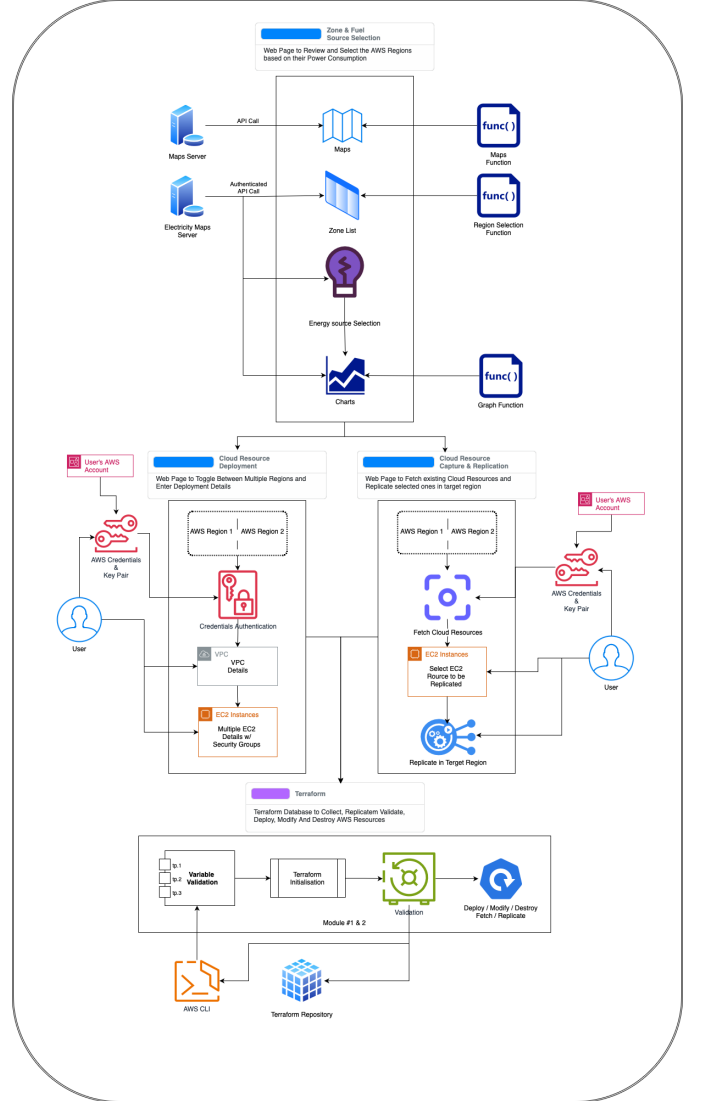 Zone & Fuel
Source Selection
Web Page to Review and Select the AWS Regions
based on their Power Consumption
API Call
Maps Server
Maps
func( )
Maps
Function
Authenticated
API Call
Electricity Maps
Server
Zone List
func( )
Region Selection
Function
Energy source Selection
Charts
func( )
Graph Function
Cloud Resource
Deployment
Web Page to Toggle Between Multiple Regions and
Enter Deployment Details
Cloud Resource
Capture & Replication
Web Page to Fetch existing Cloud Resources and
Replicate selected ones in target region
User's AWS
Account
AWS Credentials
&
Key Pair
User
AWS Region 1
AWS Region 2
Credentials Authentication
VPC
VPC
Details
EC2 Instances
Multiple EC2
Details w/
Security Groups
AWS Region 1
AWS Region 2
Fetch Cloud Resources
EC2 Instances
Select EC2
Rource to be
Replicated
Replicate in Target Region
User's AWS
Account
AWS Credentials
&
Key Pair
User
Terraform
Terraform Database to Collect, Replicatem Validate,
Deploy, Modify And Destroy AWS Resources
tp.1
tp.2
tp.3
Variable
Validation
Terraform
Initialisation
Validation
Deploy / Modify / Destroy
Fetch / Replicate
Module #1 & 2
AWS CLI
Terraform Repository